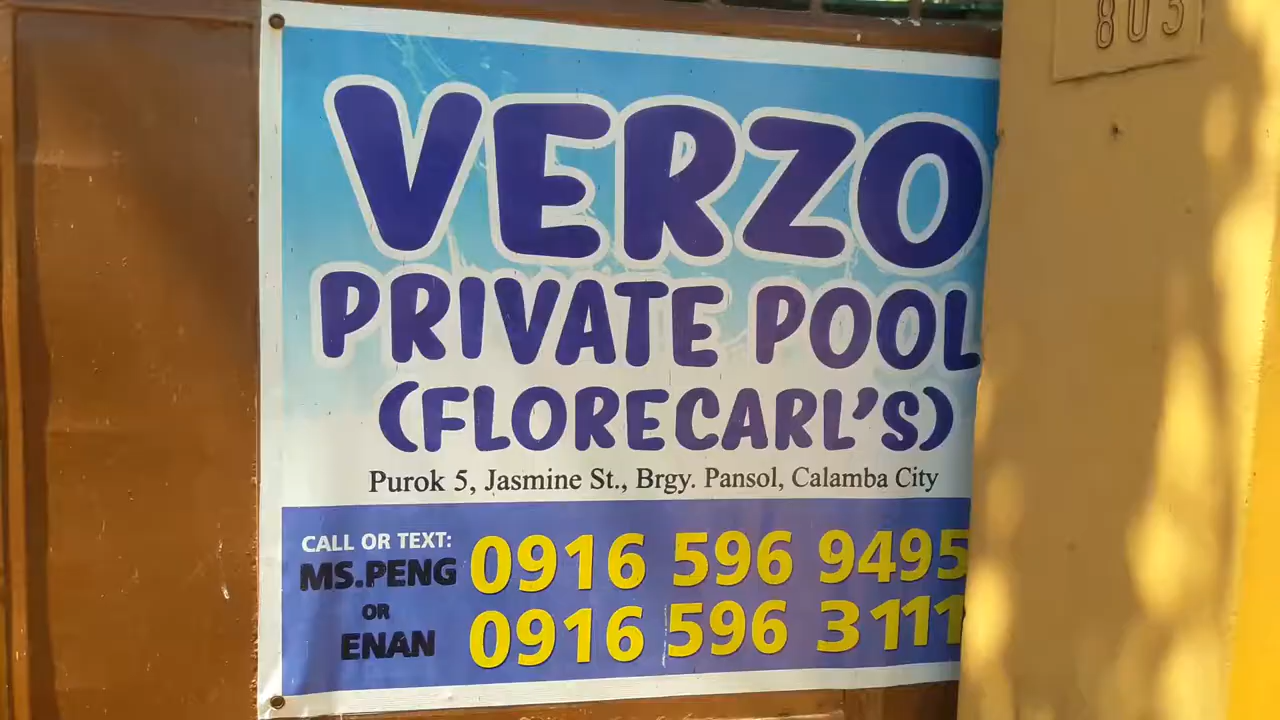 803
VERZO
PRIVATE POOL
(FLORECARL'S)
Purok 5, Jasmine St., Brgy. Pansol, Calamba City
CALL OR TEXT:
MS.PENG 0916 596 9495
OR
ENAN 0916 596 3111